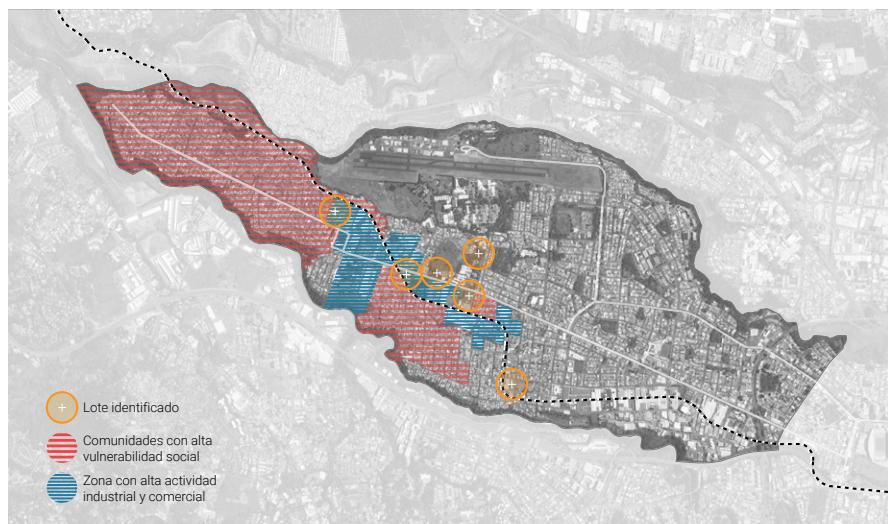 Lote identificado
Comunidades con alta
vulnerabilidad social
Zona con alta actividad
industrial y comercial